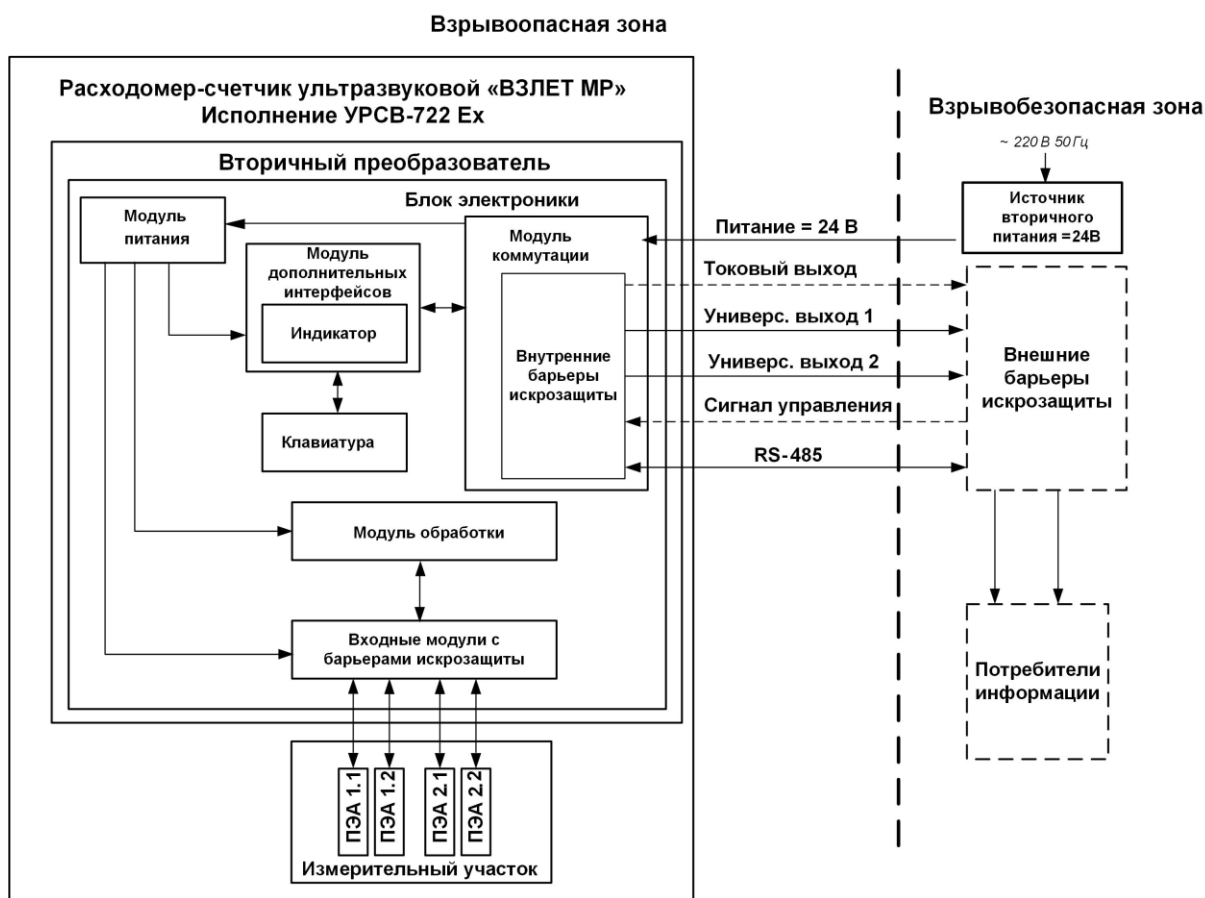 Взрывоопасная зона
Расходомер-счетчик ультразвуковой «ВЗЛЕТ МР»
Исполнение УРСВ-722 Ех
Вторичный преобразователь
Блок электроники
Модуль
питания
Модуль
дополнительных
интерфейсов
Индикатор
Клавиатура
Модуль
коммутации
Внутренние
барьеры
искрозащиты
Модуль обработки
Входные модули с
барьерами искрозащиты
ПЭА 1.1
ПЭА 1.2
ПЭА 2.1
ПЭА 2.2
Измерительный участок
Питание = 24 В
Токовый выход
Универс. выход 1
Универс. выход 2
Сигнал управления
RS-485
Взрывобезопасная зона
~ 220 В 50 Гц
Источник
вторичного
питания =24В
Внешние
барьеры
искрозащиты
Потребители
информации